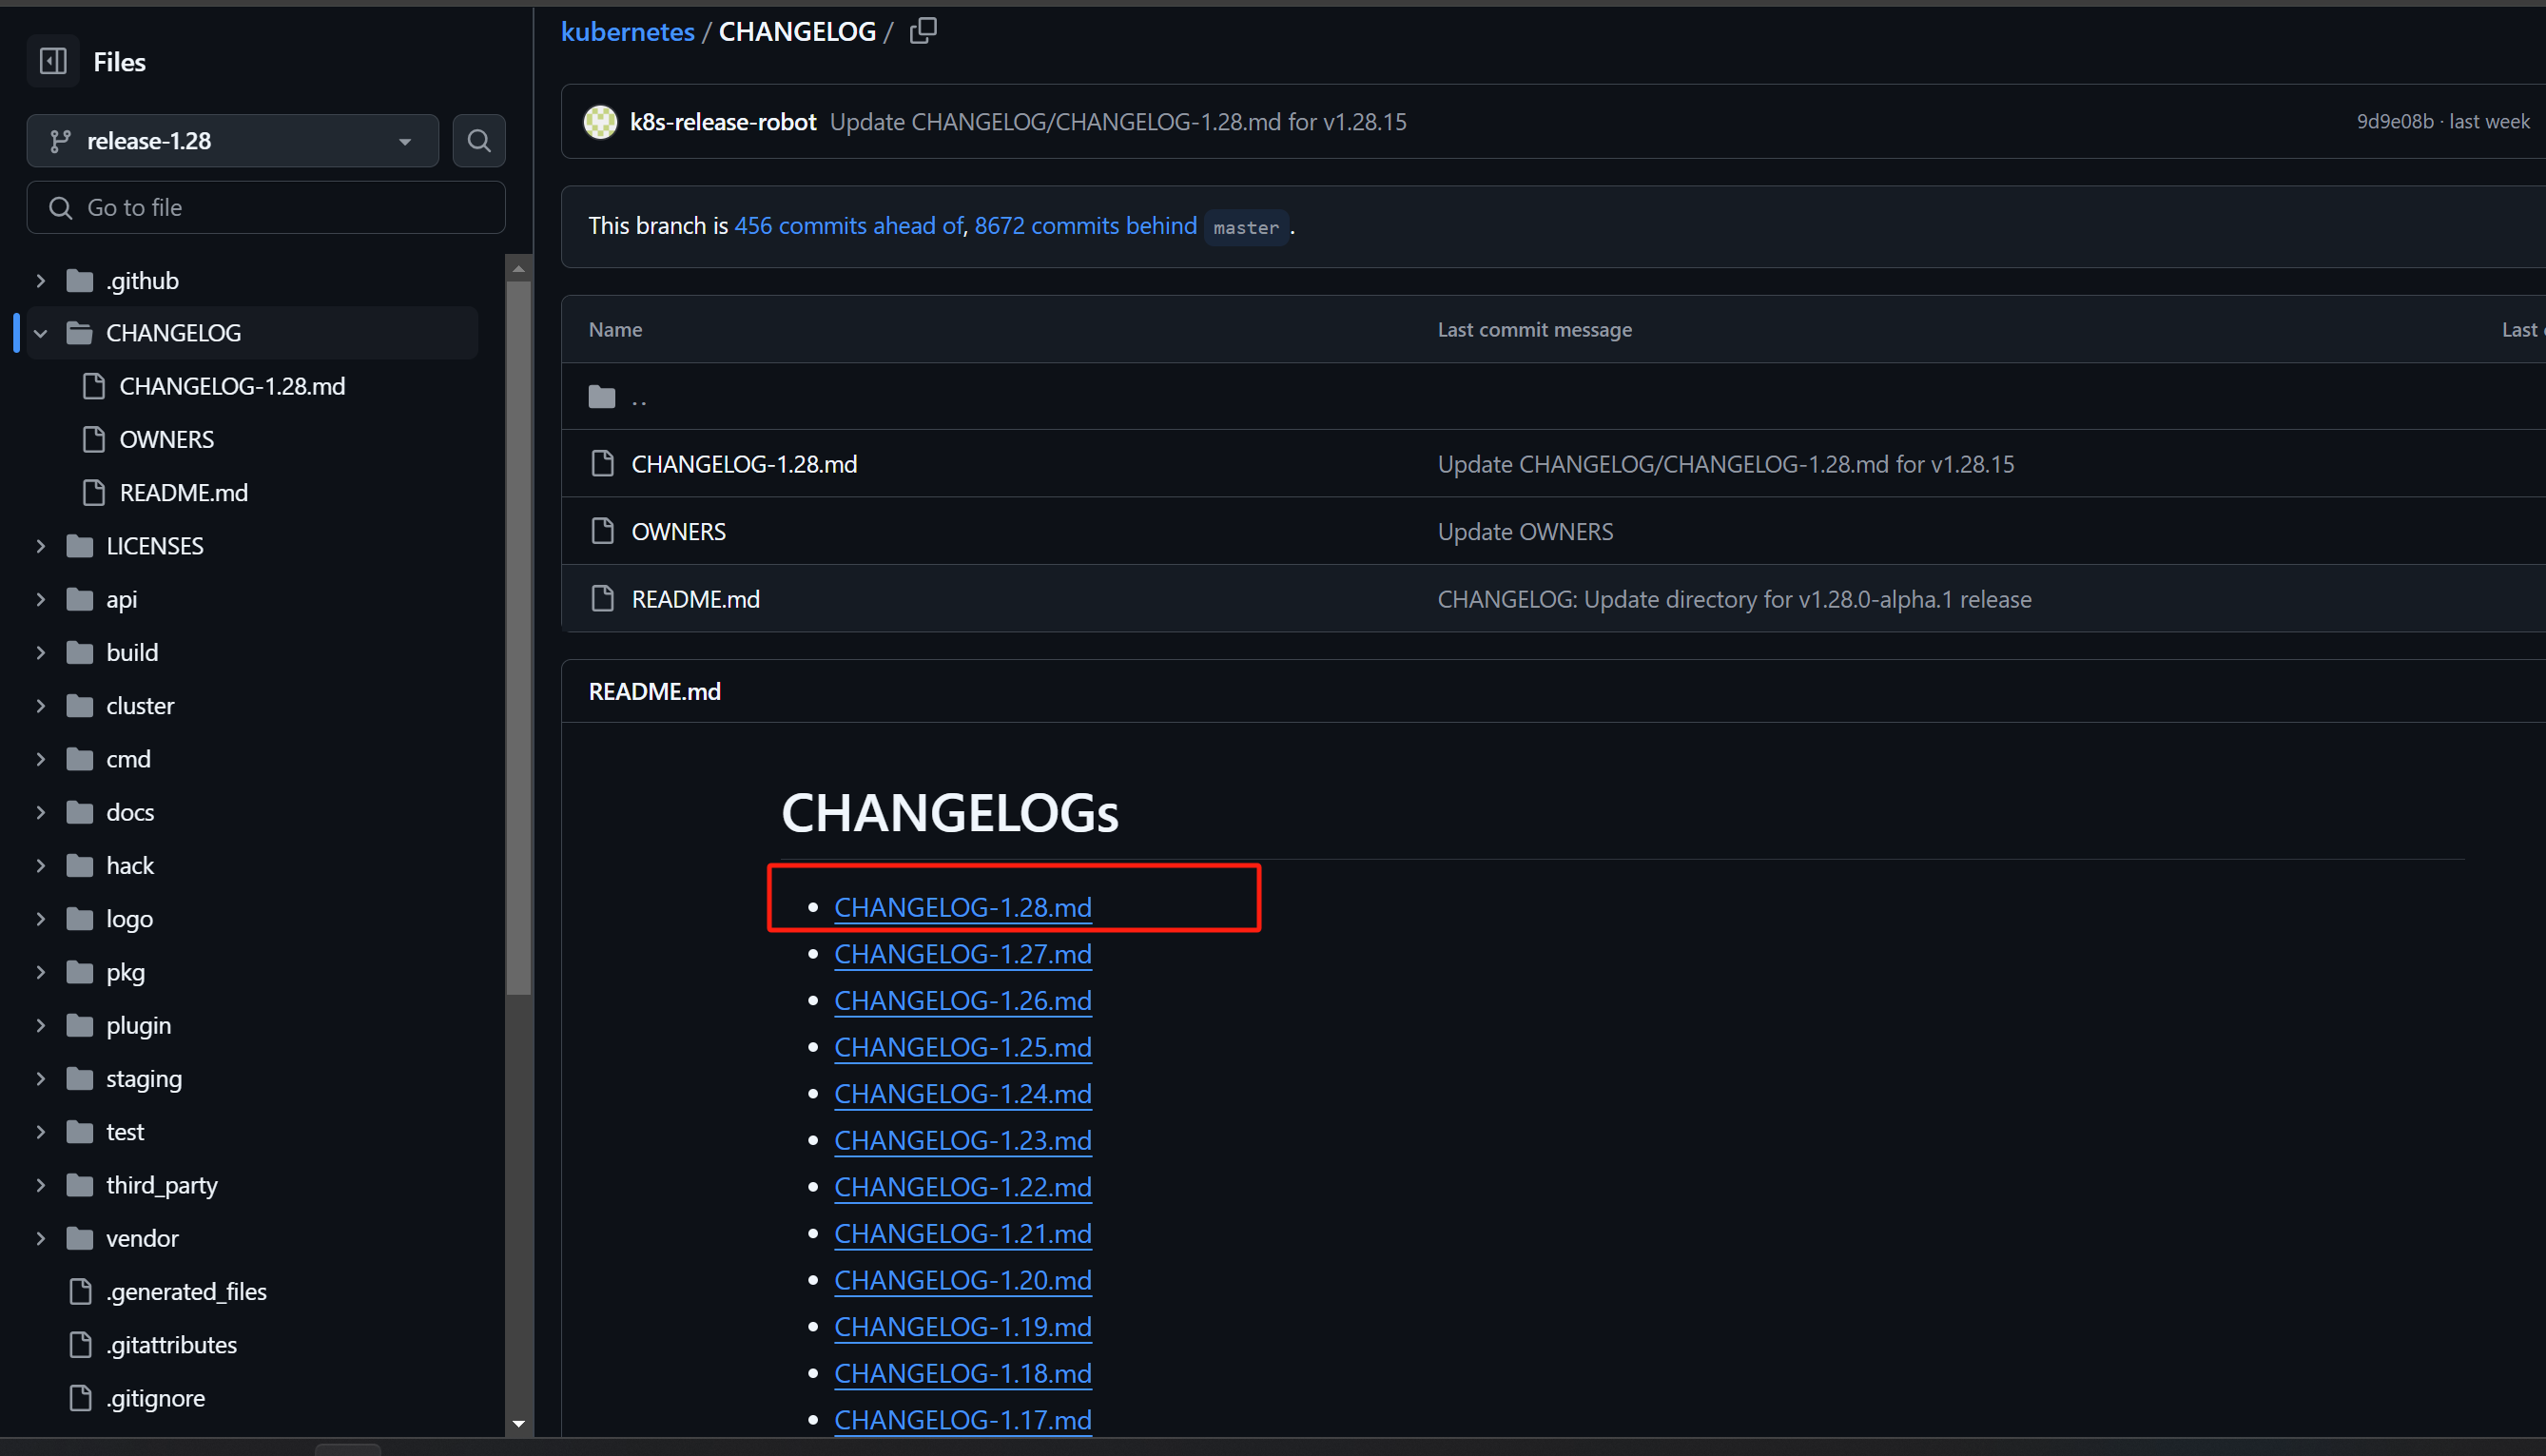 Files
release-1.28
Go to file
.github
CHANGELOG
CHANGELOG-1.28.md
OWNERS
README.md
LICENSES
api
build
cluster
cmd
docs
hack
logo
pkg
plugin
staging
test
third_party
vendor
.generated_files
.gitattributes
.gitignore
kubernetes / CHANGELOG /
k8s-release-robot Update CHANGELOG/CHANGELOG-1.28.md for v1.28.15 9d9e08b · last week
This branch is 456 commits ahead of, 8672 commits behind master .
Name Last commit message Last
..
CHANGELOG-1.28.md Update CHANGELOG/CHANGELOG-1.28.md for v1.28.15
OWNERS Update OWNERS
README.md CHANGELOG: Update directory for v1.28.0-alpha.1 release
README.md
CHANGELOGs
• CHANGELOG-1.28.md
• CHANGELOG-1.27.md
• CHANGELOG-1.26.md
• CHANGELOG-1.25.md
• CHANGELOG-1.24.md
• CHANGELOG-1.23.md
• CHANGELOG-1.22.md
• CHANGELOG-1.21.md
• CHANGELOG-1.20.md
• CHANGELOG-1.19.md
• CHANGELOG-1.18.md
• CHANGELOG-1.17.md